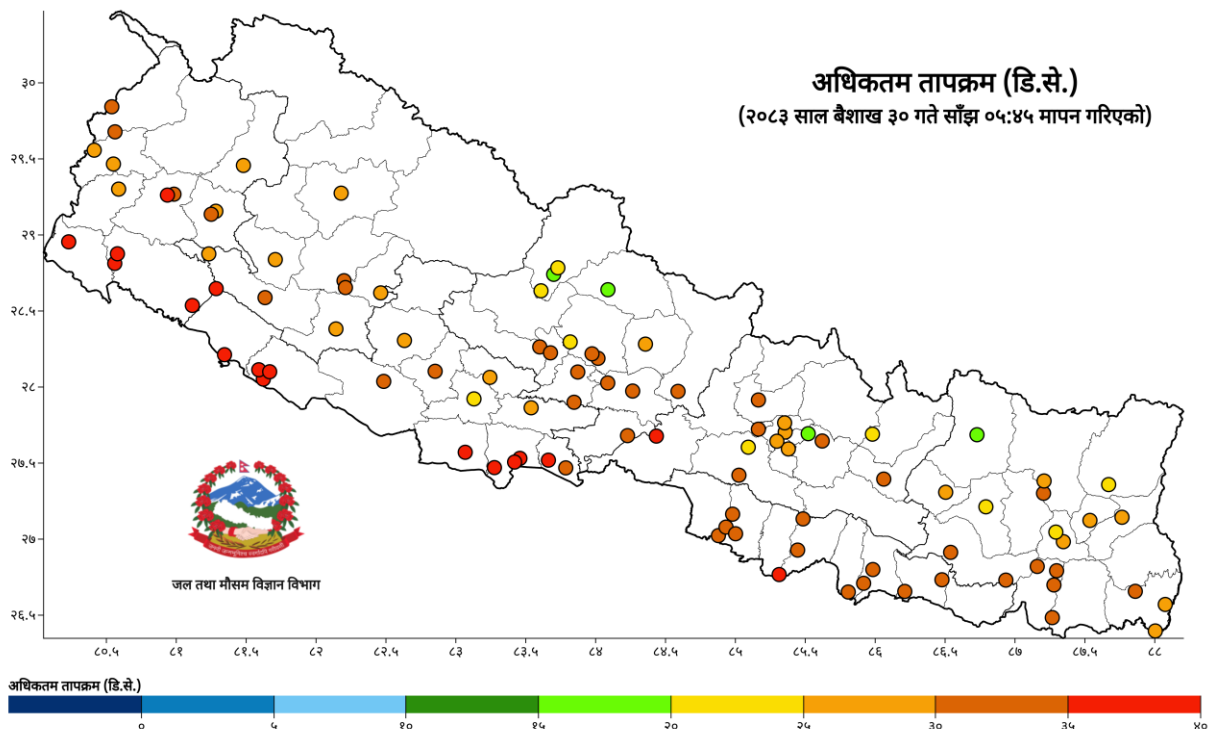 अधिकतम तापक्रम (डि.से.)
(२०८३ साल बैशाख ३० गते साँझ ०५:४५ मापन गरिएको)
३०
२९.५
२९
२८.५
२८
२७.५
२७
२६.५
जल तथा मौसम विज्ञान विभाग
८०.५ ८१ ८१.५ ८२ ८२.५ ८३ ८३.५ ८४ ८४.५ ८५ ८५.५ ८६ ८६.५ ८७ ८७.५ ८८
अधिकतम तापक्रम (डि.से.)
० ५ १० १५ २० २५ ३० ३५ ४०